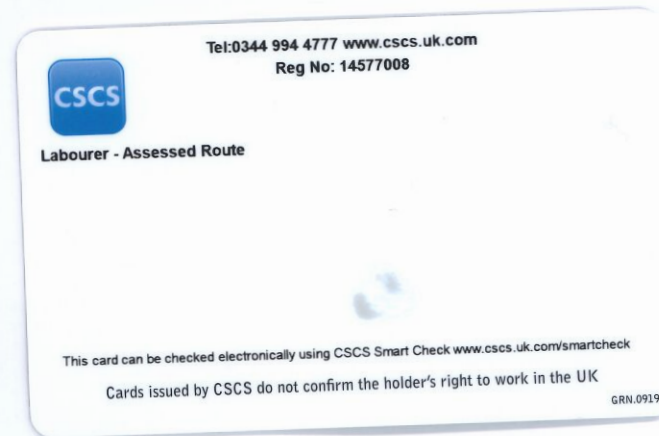 Tel:0344 994 4777 www.cscs.uk.com
Reg No: 14577008
CSCS
Labourer - Assessed Route
This card can be checked electronically using CSCS Smart Check www.cscs.uk.com/smartcheck
Cards issued by CSCS do not confirm the holder's right to work in the UK
GRN.0919